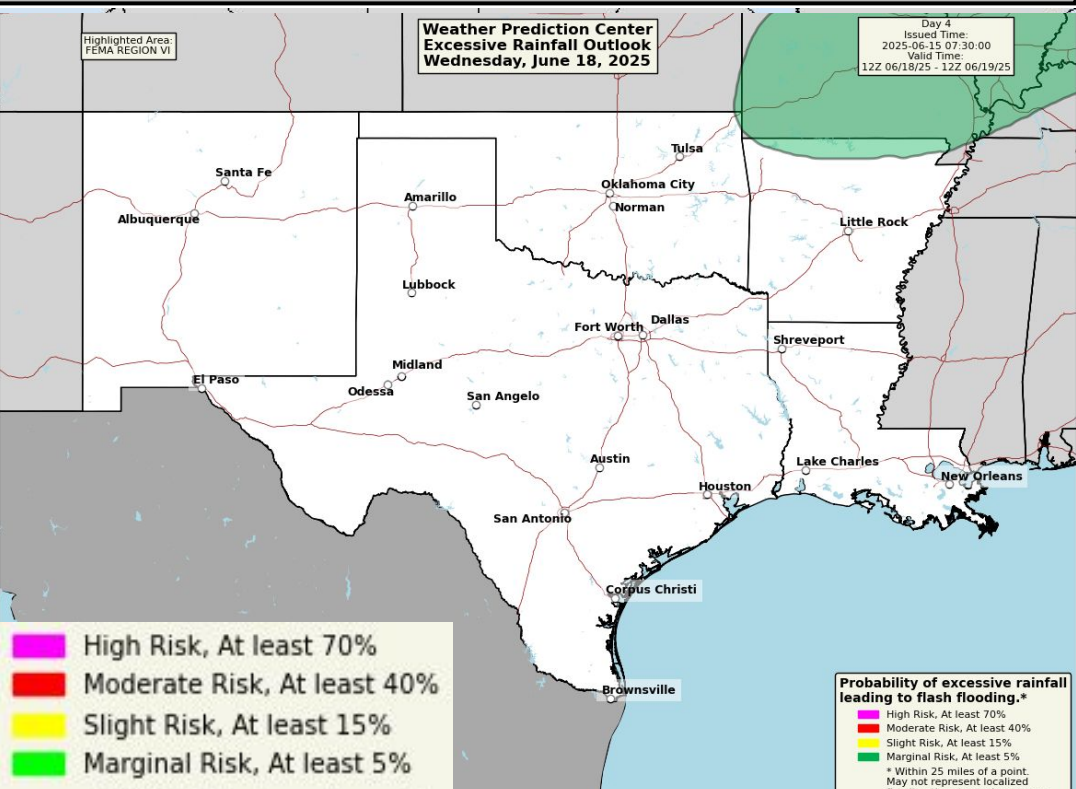 Highlighted Area:
FEMA REGION VI
Weather Prediction Center
Excessive Rainfall Outlook
Wednesday, June 18, 2025
Day 4
Issued Time:
2025-06-15 07:30:00
Valid Time:
12Z 06/18/25 - 12Z 06/19/25
Tulsa
Santa Fe
Oklahoma City
Amarillo
Norman
Albuquerque
Little Rock
Lubbock
Dallas
Fort Worth
Shreveport
Midland
El Paso
Odessa
San Angelo
Austin
Lake Charles
New Orleans
Houston
San Antonio
Corpus Christi
Brownsville
High Risk, At least 70%
Moderate Risk, At least 40%
Slight Risk, At least 15%
Marginal Risk, At least 5%
Probability of excessive rainfall
leading to flash flooding.*
High Risk, At least 70%
Moderate Risk, At least 40%
Slight Risk, At least 15%
Marginal Risk, At least 5%
* Within 25 miles of a point.
May not represent localized